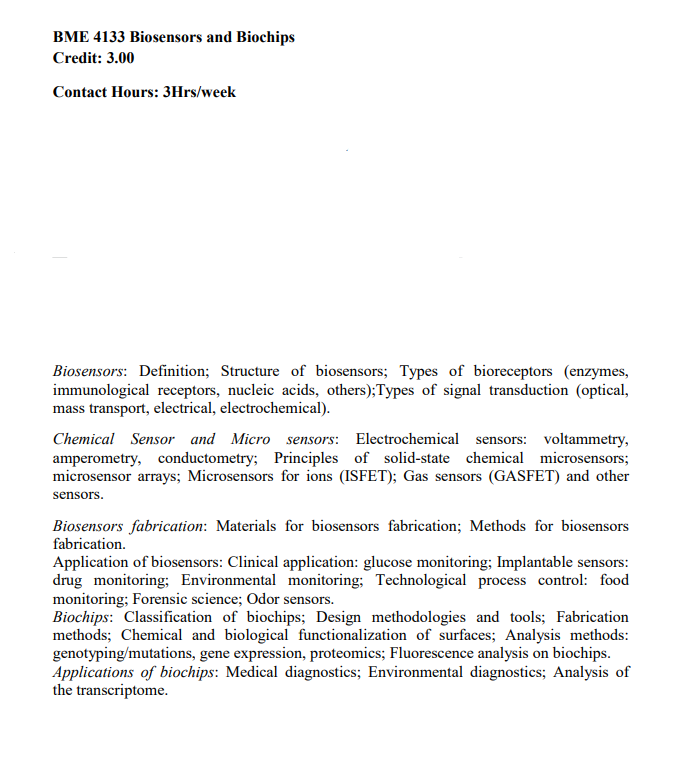 BME 4133 Biosensors and Biochips
Credit: 3.00
Contact Hours: 3Hrs/week
Biosensors: Definition; Structure of biosensors; Types of bioreceptors (enzymes,
immunological receptors, nucleic acids, others);Types of signal transduction (optical,
mass transport, electrical, electrochemical).
Chemical Sensor and Micro sensors: Electrochemical sensors: voltammetry,
amperometry, conductometry; Principles of solid-state chemical microsensors;
microsensor arrays; Microsensors for ions (ISFET); Gas sensors (GASFET) and other
sensors.
Biosensors fabrication: Materials for biosensors fabrication; Methods for biosensors
fabrication.
Application of biosensors: Clinical application: glucose monitoring; Implantable sensors:
drug monitoring; Environmental monitoring; Technological process control: food
monitoring; Forensic science; Odor sensors.
Biochips: Classification of biochips; Design methodologies and tools; Fabrication
methods; Chemical and biological functionalization of surfaces; Analysis methods:
genotyping/mutations, gene expression, proteomics; Fluorescence analysis on biochips.
Applications of biochips: Medical diagnostics; Environmental diagnostics; Analysis of
the transcriptome.